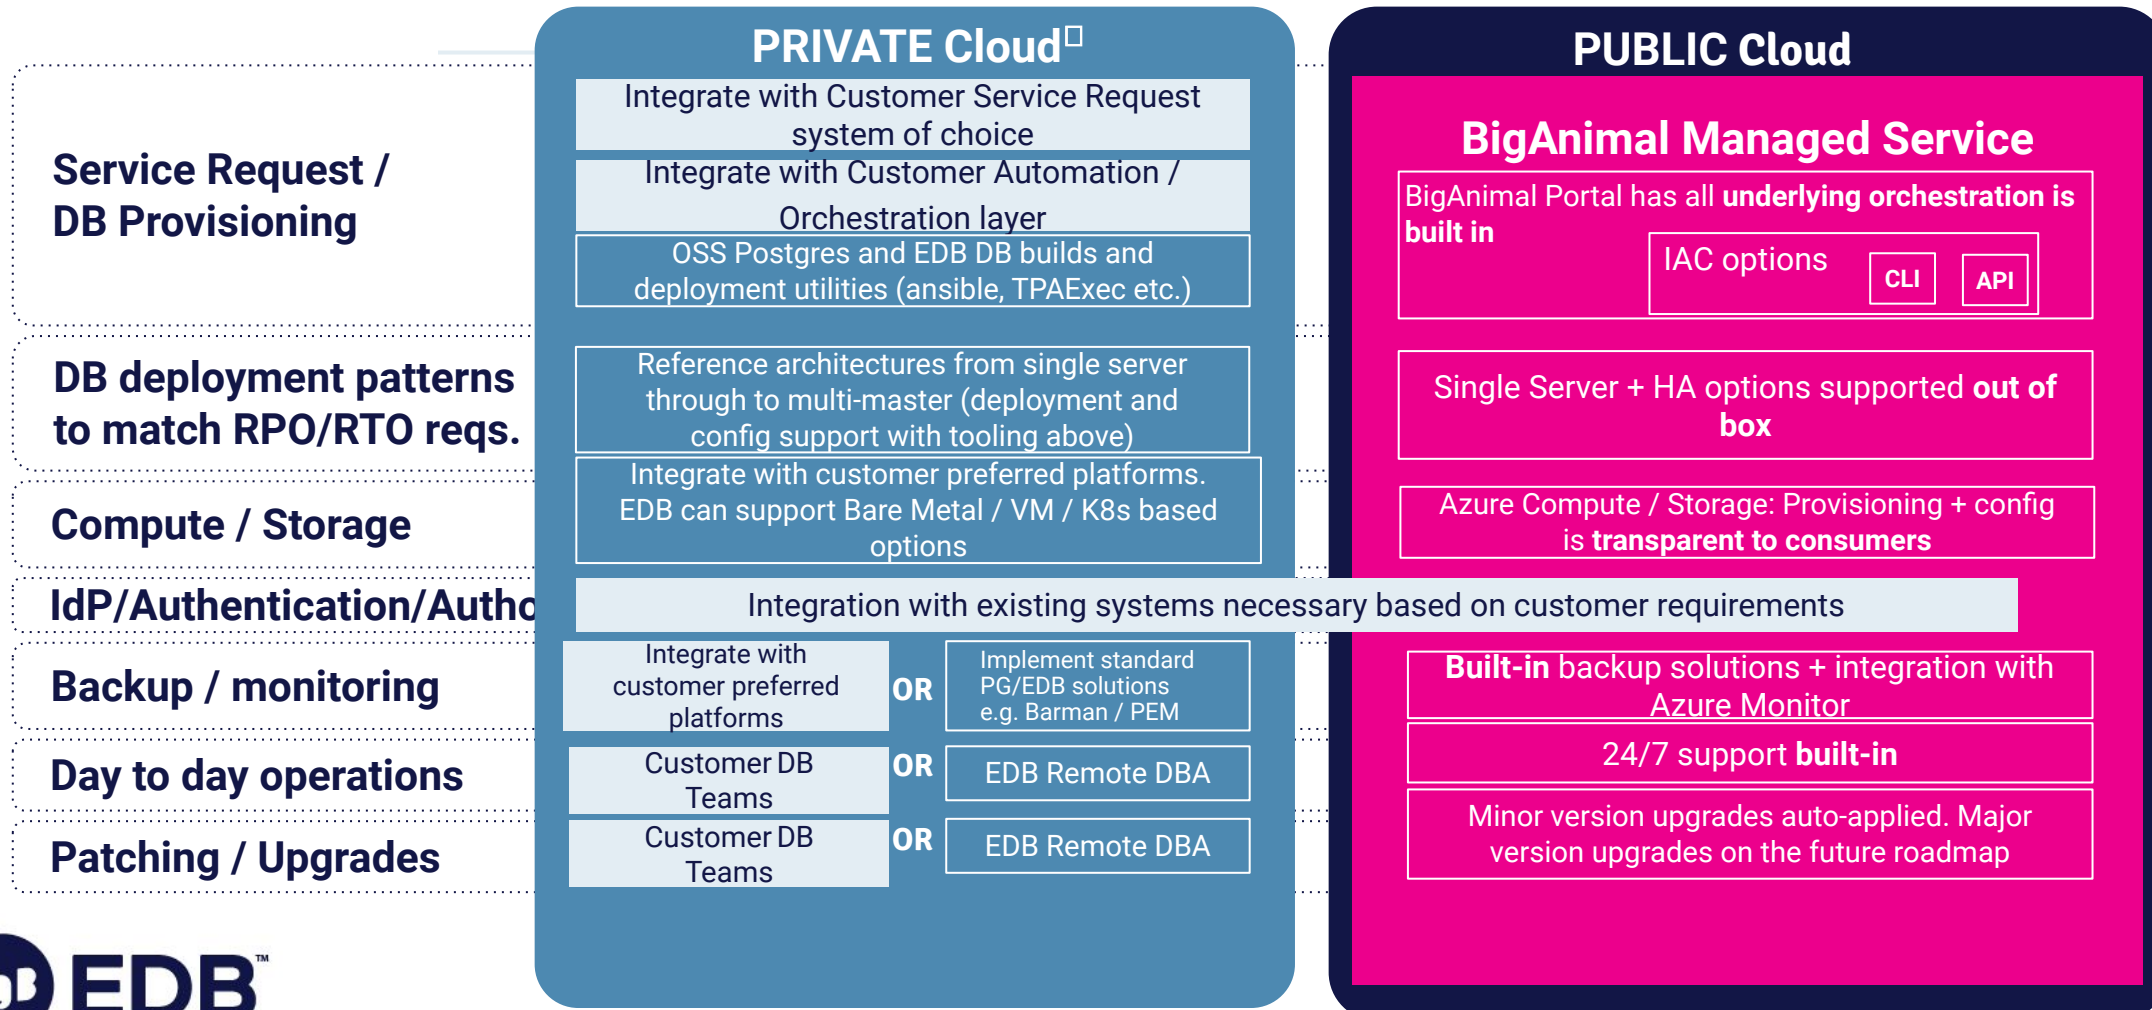 PRIVATE Cloud
PUBLIC Cloud
Service Request /
DB Provisioning
Integrate with Customer Service Request
system of choice
Integrate with Customer Automation /
Orchestration layer
OSS Postgres and EDB DB builds and
deployment utilities (ansible, TPAExec etc.)
BigAnimal Managed Service
BigAnimal Portal has all underlying orchestration is
built in
IAC options
CLI
API
DB deployment patterns
to match RPO/RTO reqs.
Reference architectures from single server
through to multi-master (deployment and
config support with tooling above)
Single Server + HA options supported out of
box
Compute / Storage
Integrate with customer preferred platforms.
EDB can support Bare Metal / VM / K8s based
options
Azure Compute / Storage: Provisioning + config
is transparent to consumers
IdP/Authentication/Autho
Integration with existing systems necessary based on customer requirements
Backup / monitoring
Integrate with
customer preferred
platforms
OR
Implement standard
PG/EDB solutions
e.g. Barman / PEM
Built-in backup solutions + integration with
Azure Monitor
Day to day operations
Customer DB
Teams
OR
EDB Remote DBA
24/7 support built-in
Patching / Upgrades
Customer DB
Teams
OR
EDB Remote DBA
Minor version upgrades auto-applied. Major
version upgrades on the future roadmap
EDB™